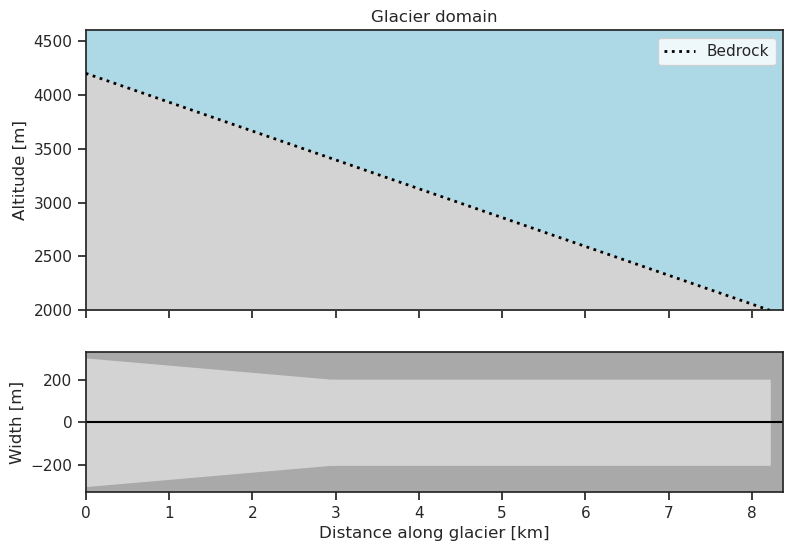 Glacier domain
Altitude [m]
4500
4000
3500
3000
2500
2000
Bedrock
Width [m]
200
0
−200
0 1 2 3 4 5 6 7 8
Distance along glacier [km]